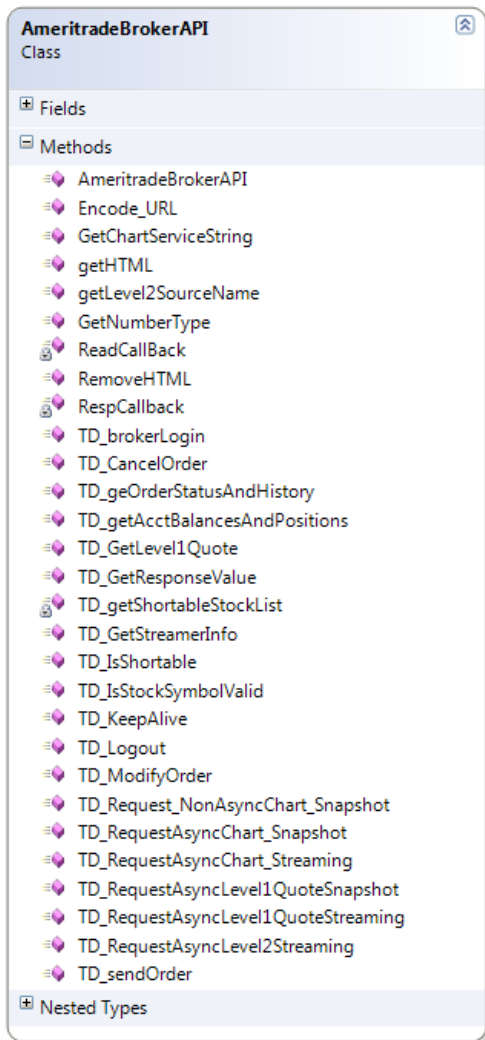 AmeritradeBrokerAPI
Class
Fields
Methods
AmeritradeBrokerAPI
Encode_URL
GetChartServiceString
getHTML
getLevel2SourceName
GetNumberType
ReadCallBack
RemoveHTML
RespCallback
TD_brokerLogin
TD_CancelOrder
TD_geOrderStatusAndHistory
TD_getAcctBalancesAndPositions
TD_GetLevel1Quote
TD_GetResponseValue
TD_getShortableStockList
TD_GetStreamerInfo
TD_IsShortable
TD_IsStockSymbolValid
TD_KeepAlive
TD_Logout
TD_ModifyOrder
TD_Request_NonAsyncChart_Snapshot
TD_RequestAsyncChart_Snapshot
TD_RequestAsyncChart_Streaming
TD_RequestAsyncLevel1QuoteSnapshot
TD_RequestAsyncLevel1QuoteStreaming
TD_RequestAsyncLevel2Streaming
TD_sendOrder
Nested Types